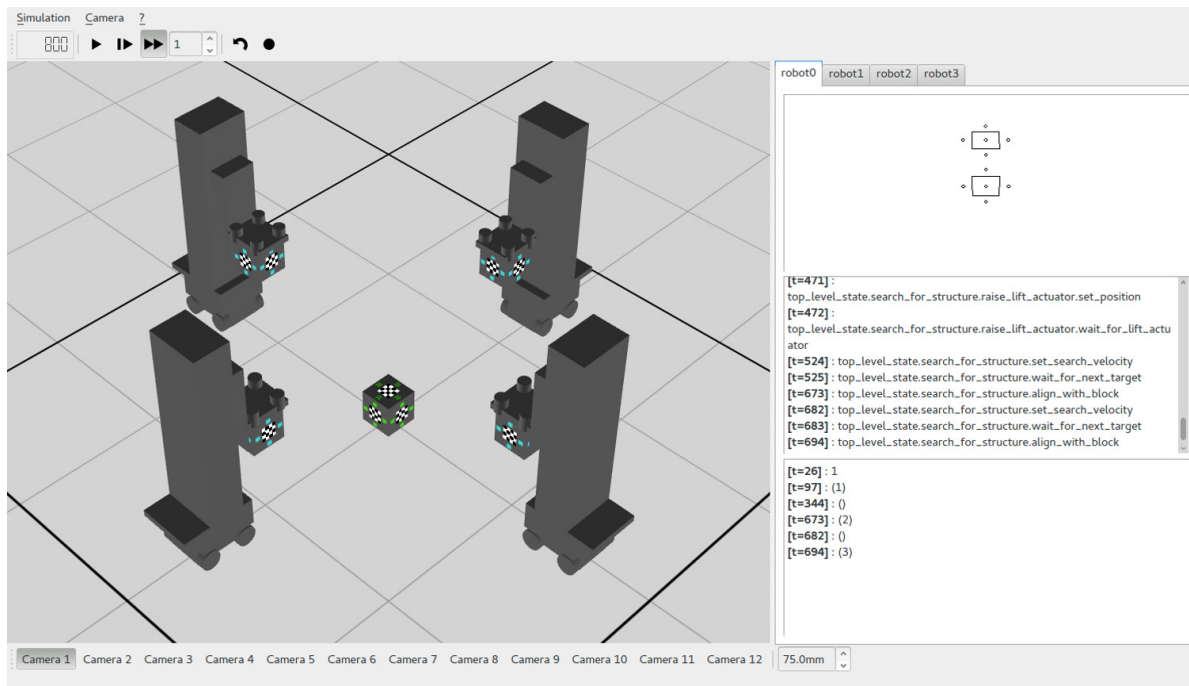 Simulation Camera ?
1
robot0 robot1 robot2 robot3
[t=471] :
top_level_state.search_for_structure.raise_lift_actuator.set_position
[t=472] :
top_level_state.search_for_structure.raise_lift_actuator.wait_for_lift_actu
ator
[t=524] : top_level_state.search_for_structure.set_search_velocity
[t=525] : top_level_state.search_for_structure.wait_for_next_target
[t=673] : top_level_state.search_for_structure.align_with_block
[t=682] : top_level_state.search_for_structure.set_search_velocity
[t=683] : top_level_state.search_for_structure.wait_for_next_target
[t=694] : top_level_state.search_for_structure.align_with_block
[t=26] : 1
[t=97] : (1)
[t=344] : ()
[t=673] : (2)
[t=682] : ()
[t=694] : (3)
Camera 1 Camera 2 Camera 3 Camera 4 Camera 5 Camera 6 Camera 7 Camera 8 Camera 9 Camera 10 Camera 11 Camera 12 75.0mm